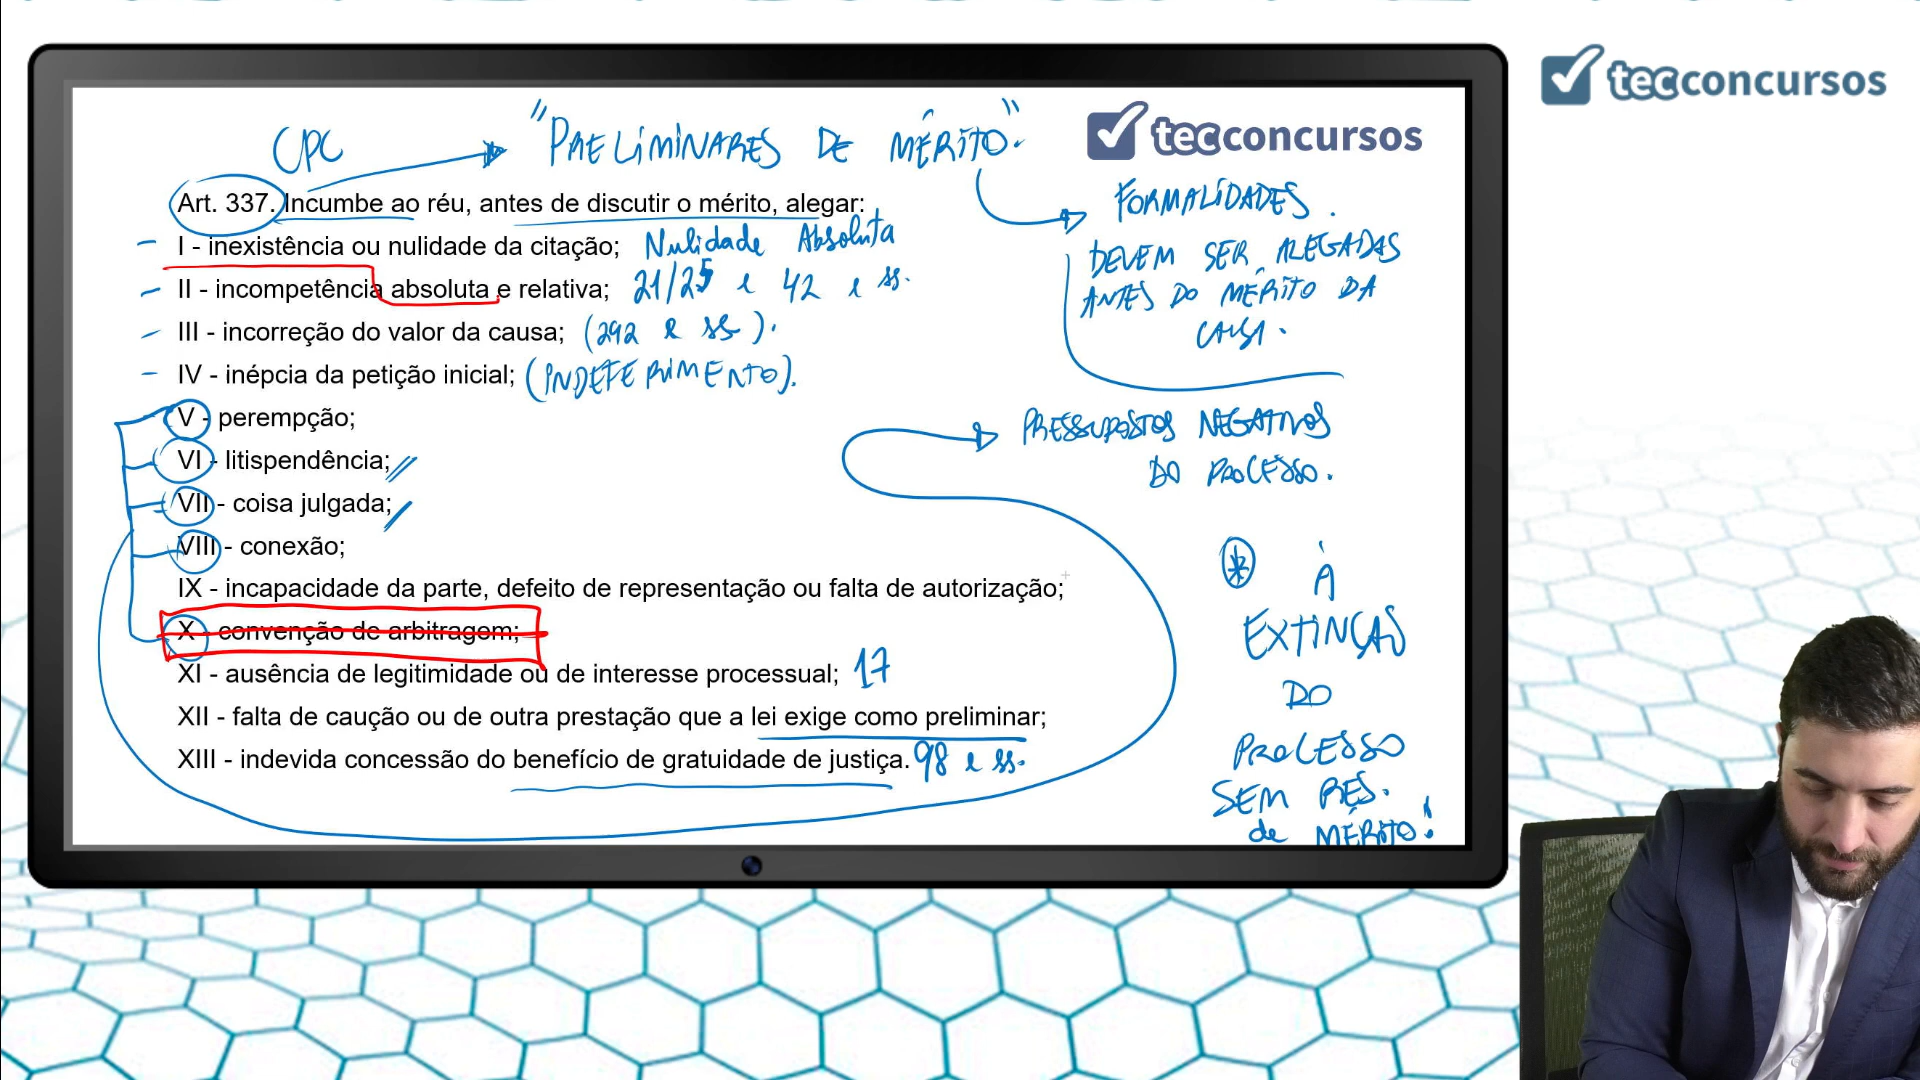 tecconcursos
CPC
"PRELIMINARES DE MÉRITO".
tecconcursos
Art. 337. Incumbe ao réu, antes de discutir o mérito, alegar:
I - inexistência ou nulidade da citação; Nulidade Absoluta
II - incompetência absoluta e relativa; 21/25 e 42 e ss.
III - incorreção do valor da causa; (292 e ss).
IV - inépcia da petição inicial; (INDEFERIMENTO).
V - perempção;
VI - litispendência;
VII - coisa julgada;
VIII - conexão;
IX - incapacidade da parte, defeito de representação ou falta de autorização;
X - convenção de arbitragem;
XI - ausência de legitimidade ou de interesse processual; 17
XII - falta de caução ou de outra prestação que a lei exige como preliminar;
XIII - indevida concessão do benefício de gratuidade de justiça. 98 e ss.
FORMALIDADES.
DEVEM SER ALEGADAS
ANTES DO MÉRITO DA
CAUSA.
PRESSUPOSTOS NEGATIVOS
DO PROCESSO.
* À
EXTINÇÃO
DO
PROCESSO
SEM RES.
de MÉRITO!